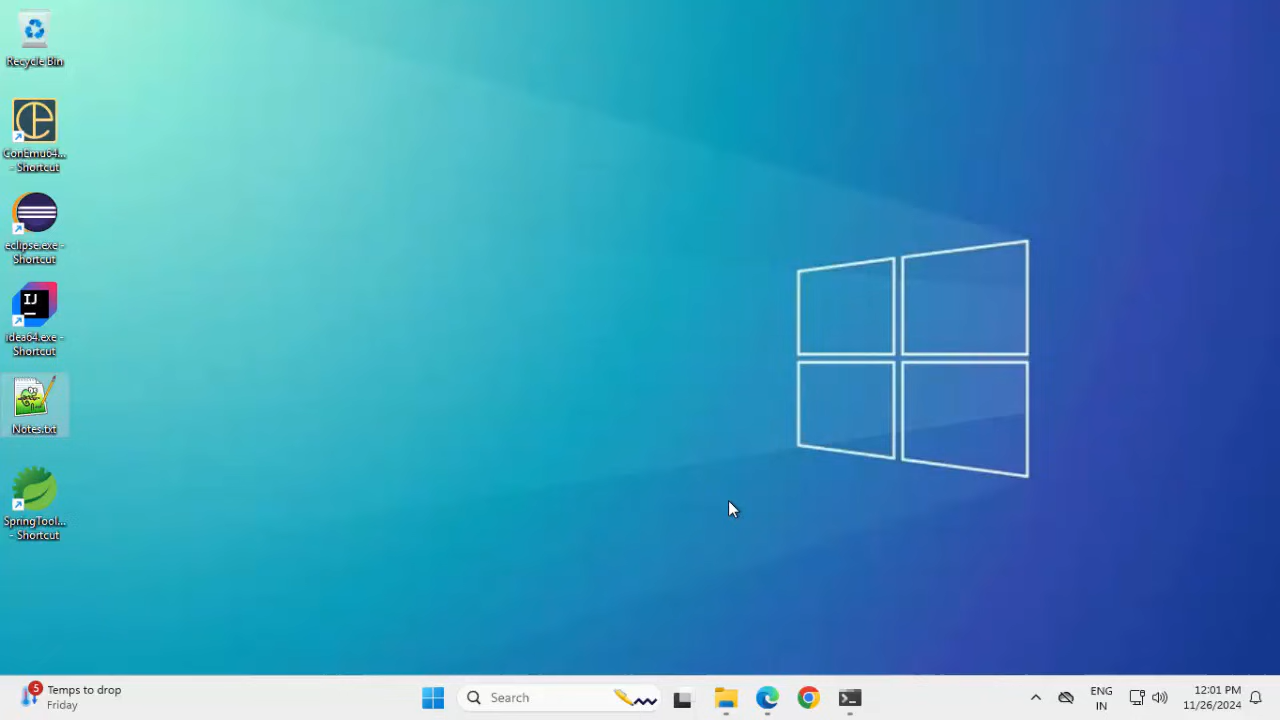 Recycle Bin
ConEmu64...
- Shortcut
eclipse.exe -
Shortcut
IJ
idea64.exe -
Shortcut
Notes.txt
SpringTool...
- Shortcut
5
Temps to drop
Friday
Search
ENG
IN
12:01 PM
11/26/2024